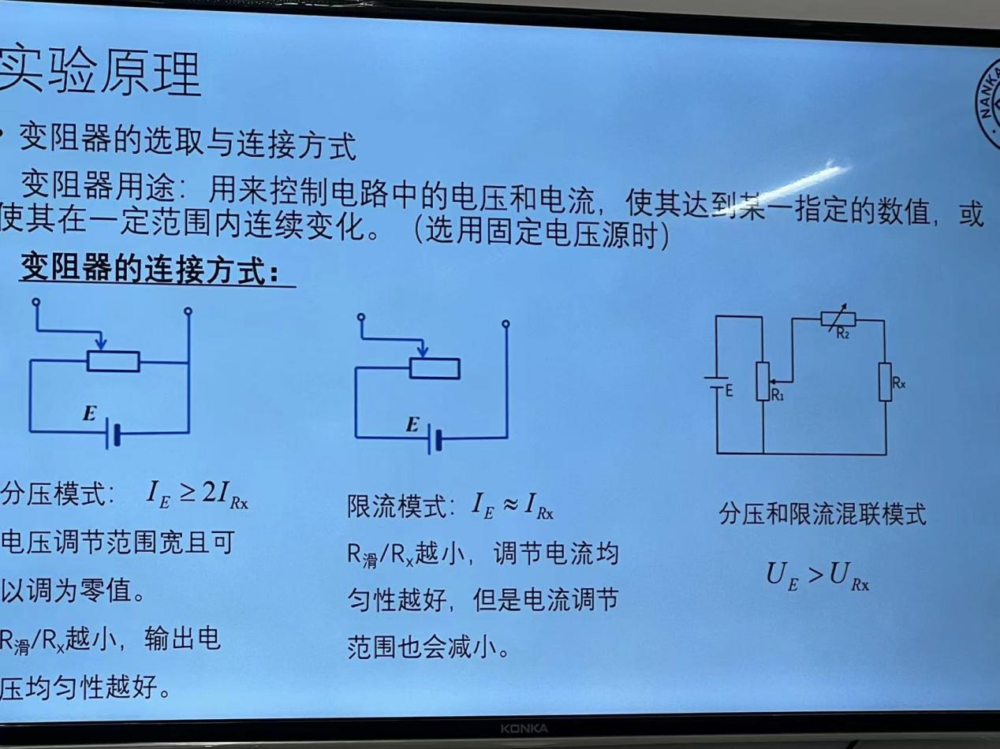 实验原理
• 变阻器的选取与连接方式
变阻器用途：用来控制电路中的电压和电流，使其达到某一指定的数值，或
使其在一定范围内连续变化。（选用固定电压源时）
变阻器的连接方式：
E
E
E
R₁
R₂
Rx
分压模式： I_E ≥ 2I_Rx
电压调节范围宽且可
以调为零值。
R滑/Rx越小，输出电
压均匀性越好。
限流模式：I_E ≈ I_Rx
R滑/Rx越小，调节电流均
匀性越好，但是电流调节
范围也会减小。
分压和限流混联模式
U_E > U_Rx
NANKA
KONKA